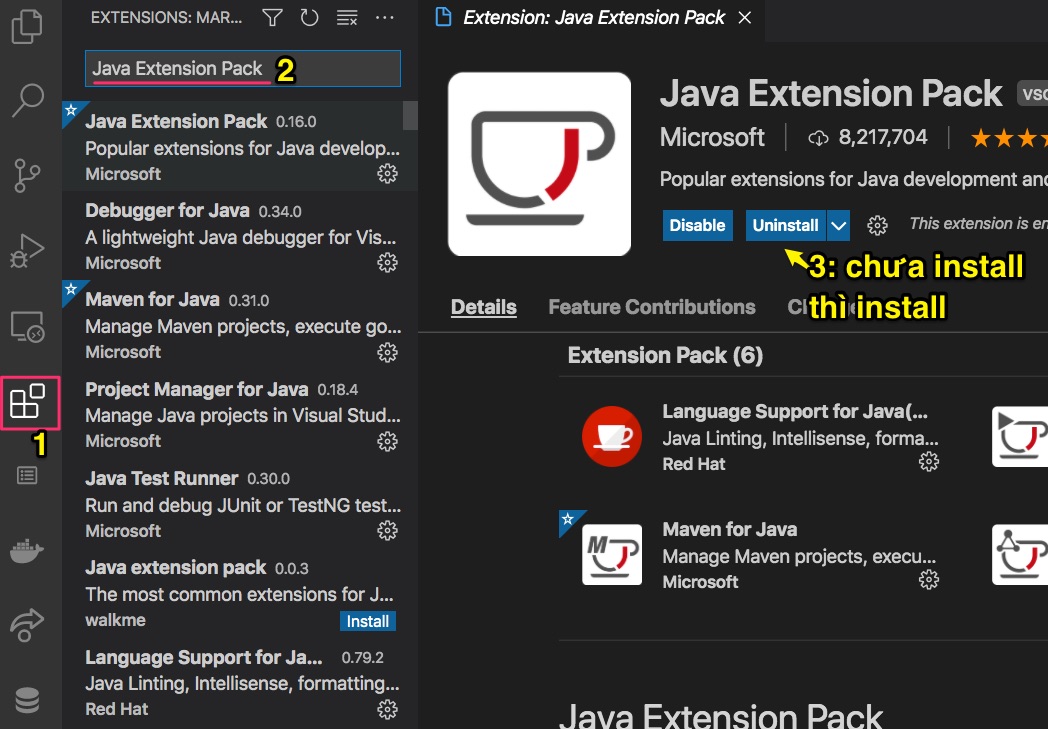 EXTENSIONS: MAR...
Java Extension Pack 2
Java Extension Pack 0.16.0
Popular extensions for Java develop...
Microsoft
Debugger for Java 0.34.0
A lightweight Java debugger for Vis...
Microsoft
Maven for Java 0.31.0
Manage Maven projects, execute go...
Microsoft
Project Manager for Java 0.18.4
Manage Java projects in Visual Stud...
Microsoft
1
Java Test Runner 0.30.0
Run and debug JUnit or TestNG test...
Microsoft
Java extension pack 0.0.3
The most common extensions for J...
walkme
Install
Language Support for Ja... 0.79.2
Java Linting, Intellisense, formatting...
Red Hat
Extension: Java Extension Pack
Java Extension Pack
Microsoft 8,217,704
Popular extensions for Java development
Disable Uninstall This extension is
3: chưa install
thì install
Details Feature Contributions
Extension Pack (6)
Language Support for Java(...
Java Linting, Intellisense, forma...
Red Hat
Maven for Java
M
Manage Maven projects, execu...
Microsoft
Java Extension Pack